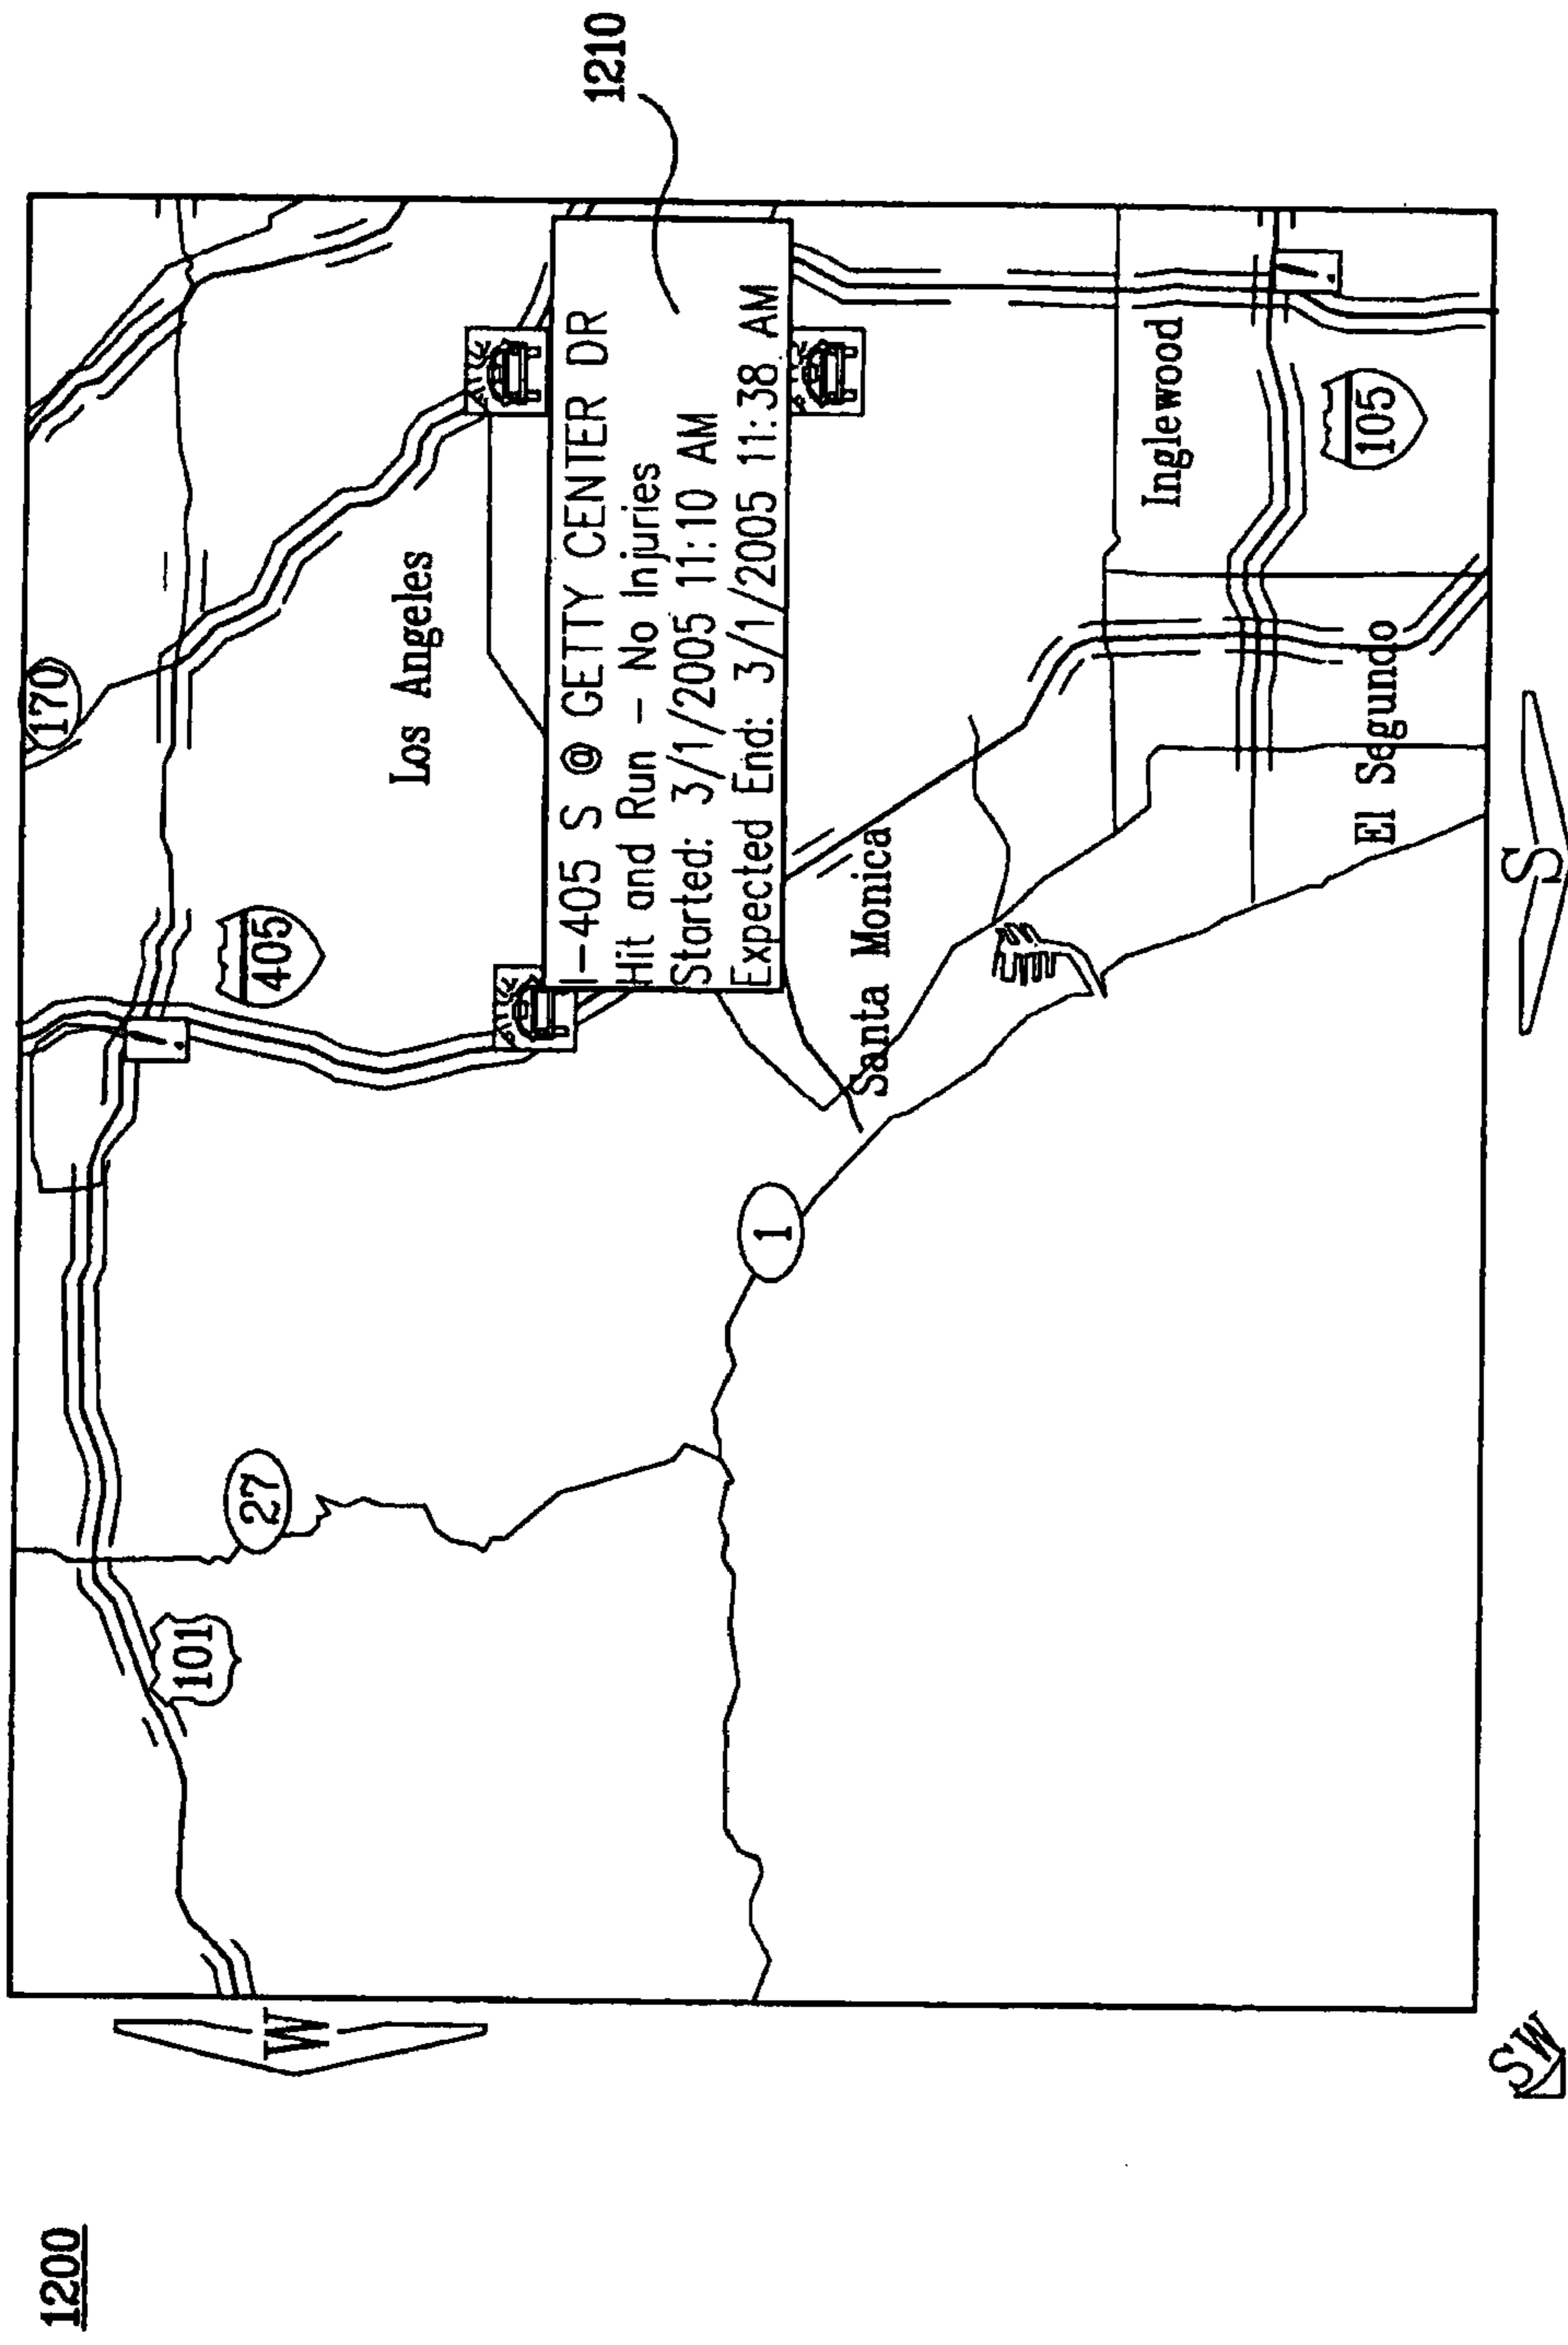 1200
170
405
27
101
Los Angeles
I-405 S @ GETTY CENTER DR
Hit and Run - No Injuries
Started: 3/1/2005 11:10 AM
Expected End: 3/1/2005 11:38 AM
1210
1
Santa Monica
Inglewood
El Segundo
105
W
SW
S